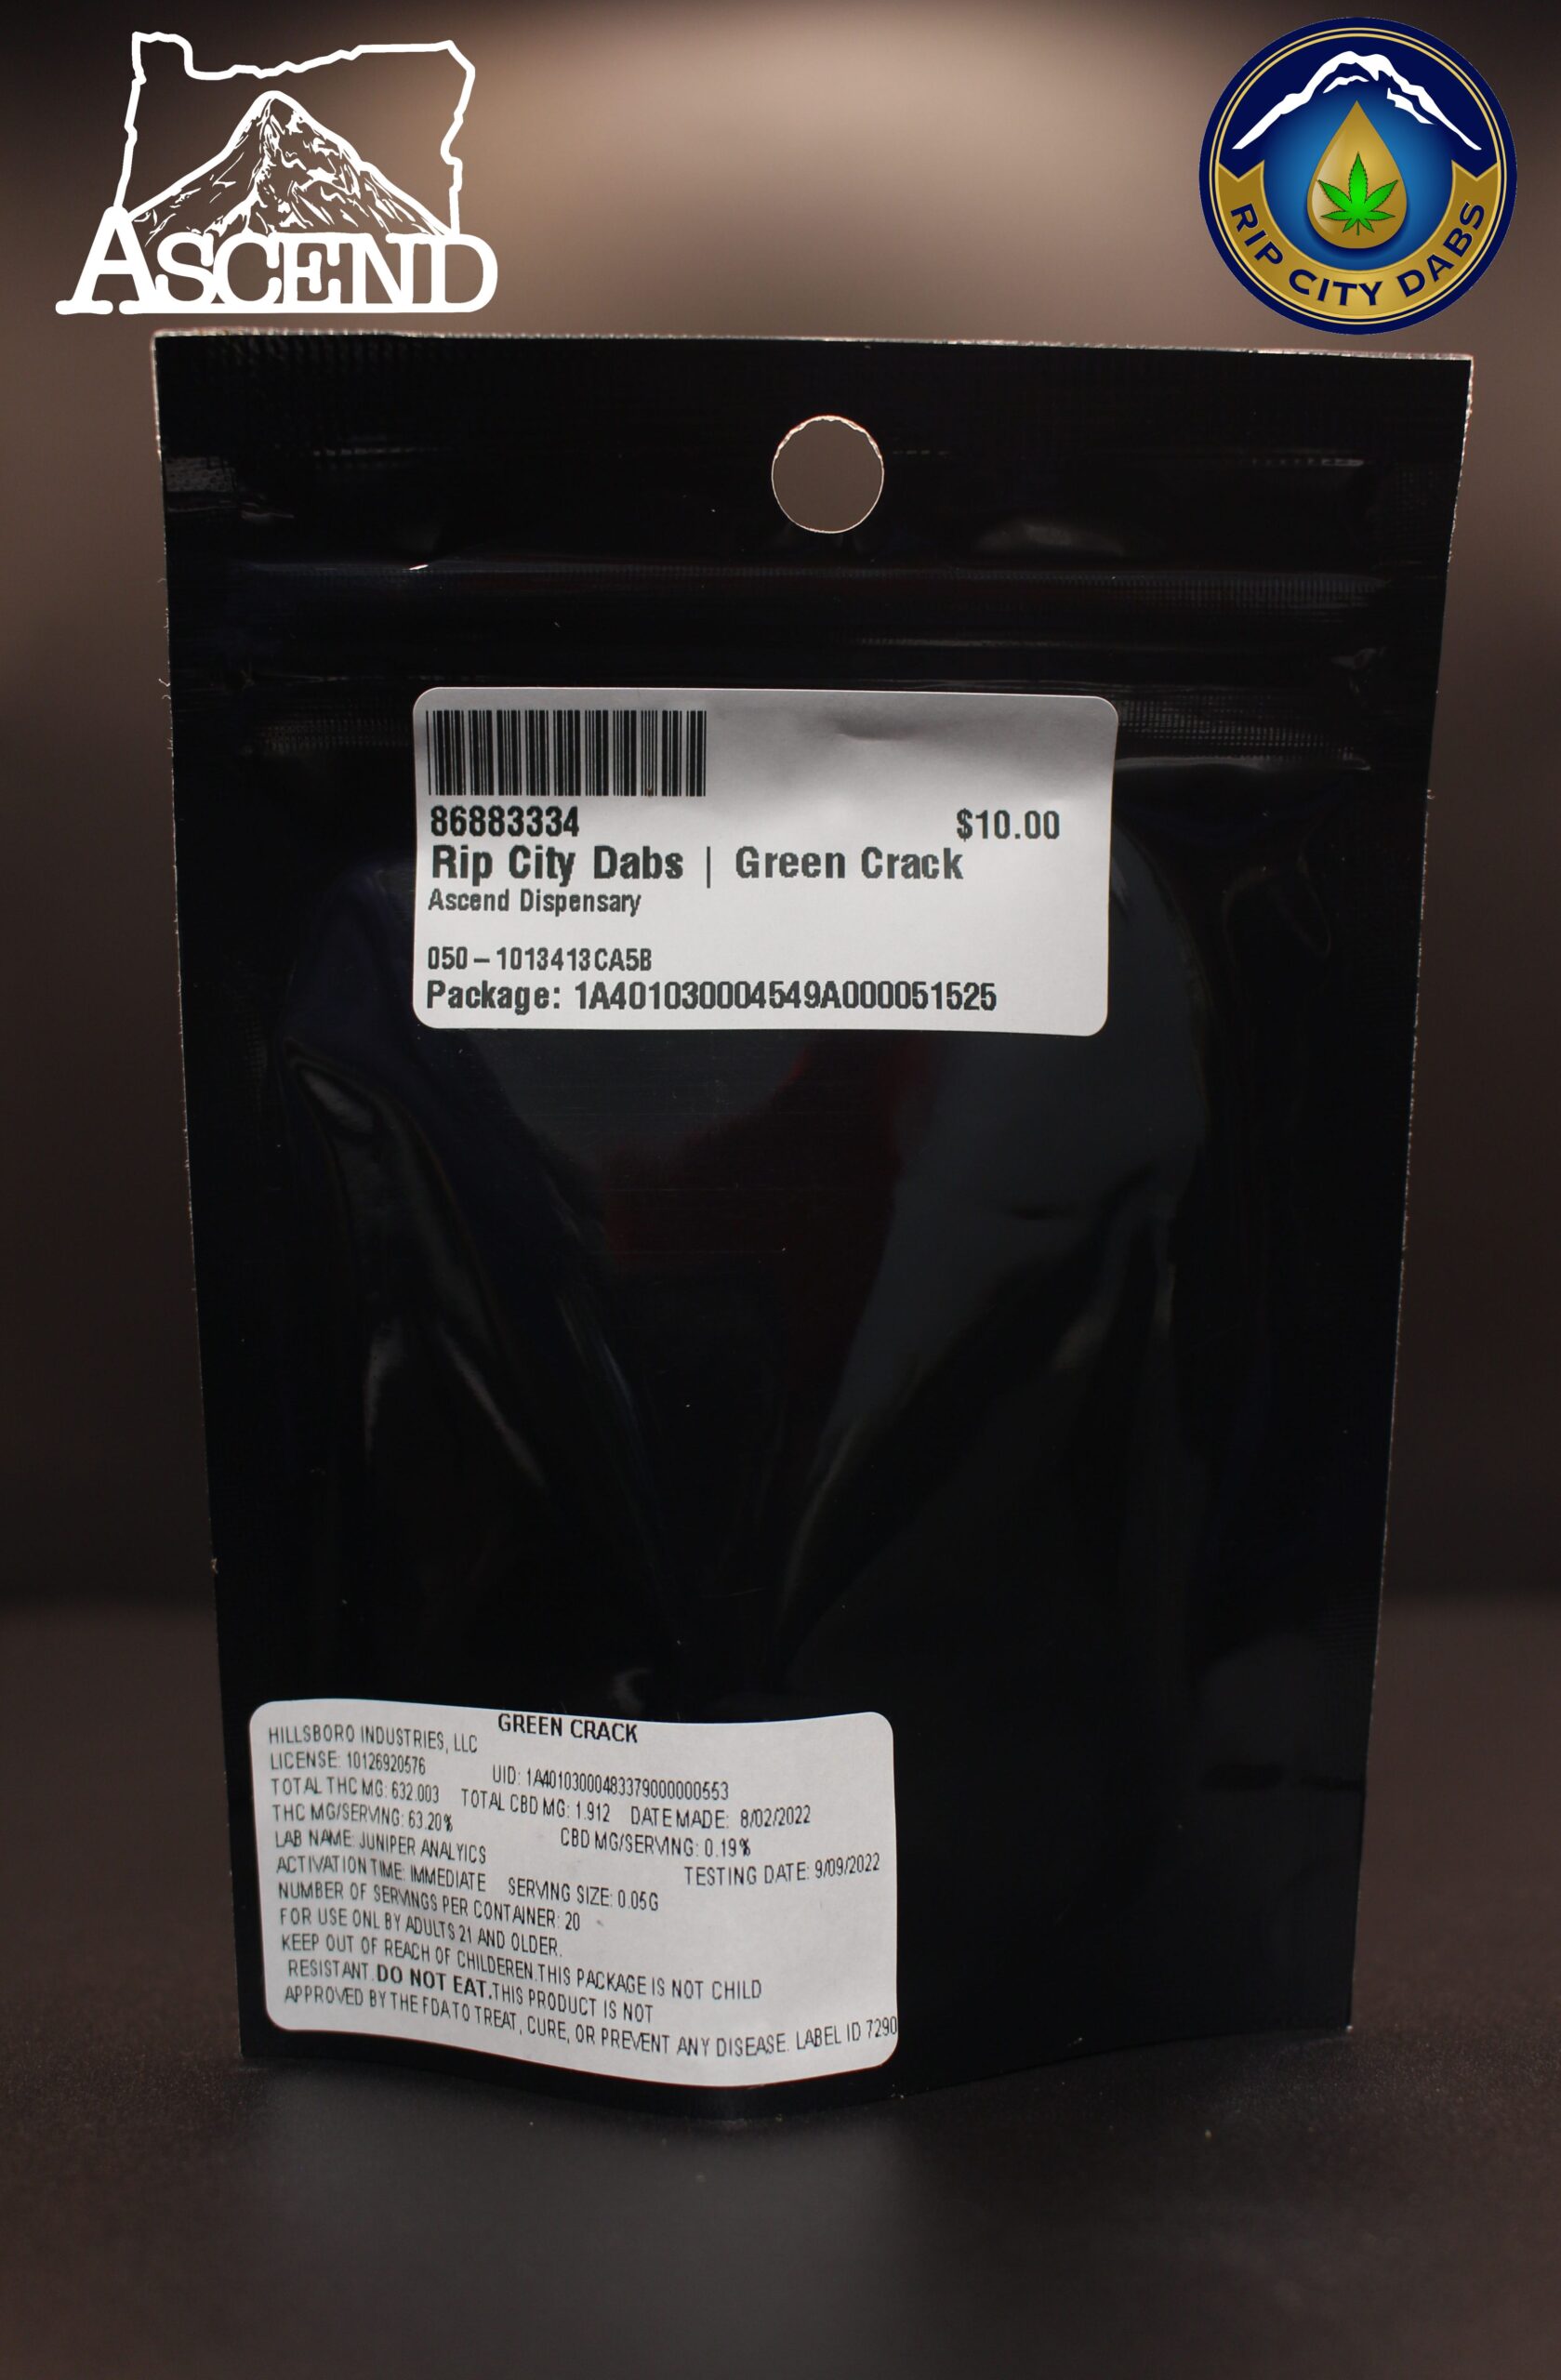 ASCEND
RIP CITY DABS
86883334 $10.00
Rip City Dabs | Green Crack
Ascend Dispensary
050-1013413CA5B
Package: 1A401030004549A000051525
GREEN CRACK
HILLSBORO INDUSTRIES, LLC
LICENSE: 10126920576 UID: 1A4010300048337900000553
TOTAL THC MG: 632.003 TOTAL CBD MG: 1.912 DATE MADE: 8/02/2022
THC MG/SERVING: 63.20% CBD MG/SERVING: 0.19%
LAB NAME: JUNIPER ANALYICS TESTING DATE: 9/09/2022
ACTIVATION TIME: IMMEDIATE SERVING SIZE: 0.05G
NUMBER OF SERVINGS PER CONTAINER: 20
FOR USE ONL BY ADULTS 21 AND OLDER.
KEEP OUT OF REACH OF CHILDEREN.THIS PACKAGE IS NOT CHILD
RESISTANT.DO NOT EAT.THIS PRODUCT IS NOT
APPROVED BY THE FDA TO TREAT, CURE, OR PREVENT ANY DISEASE. LABEL ID 7290